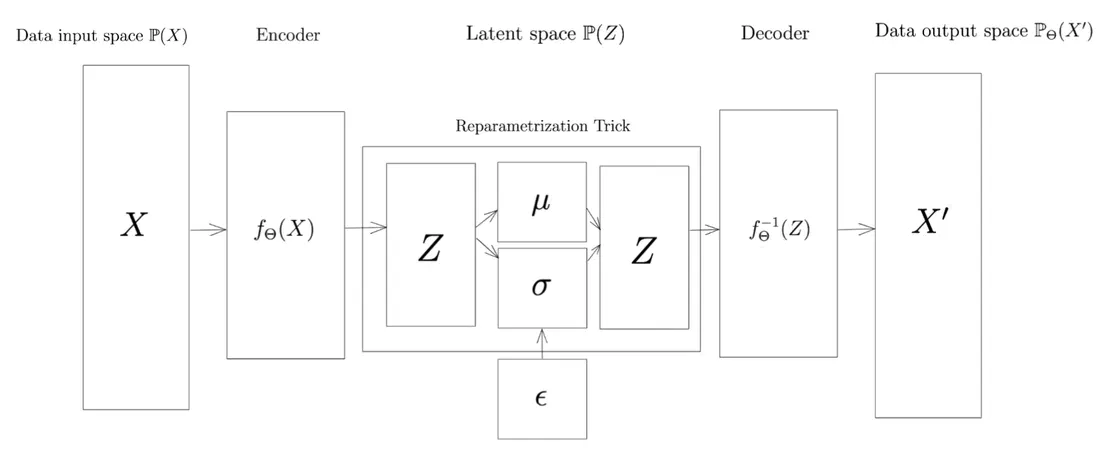 Data input space ℙ(X)
Encoder
Latent space ℙ(Z)
Decoder
Data output space ℙ_Θ(X′)
Reparametrization Trick
X
f_Θ(X)
Z
μ
σ
Z
f_Θ^{-1}(Z)
X′
ϵ